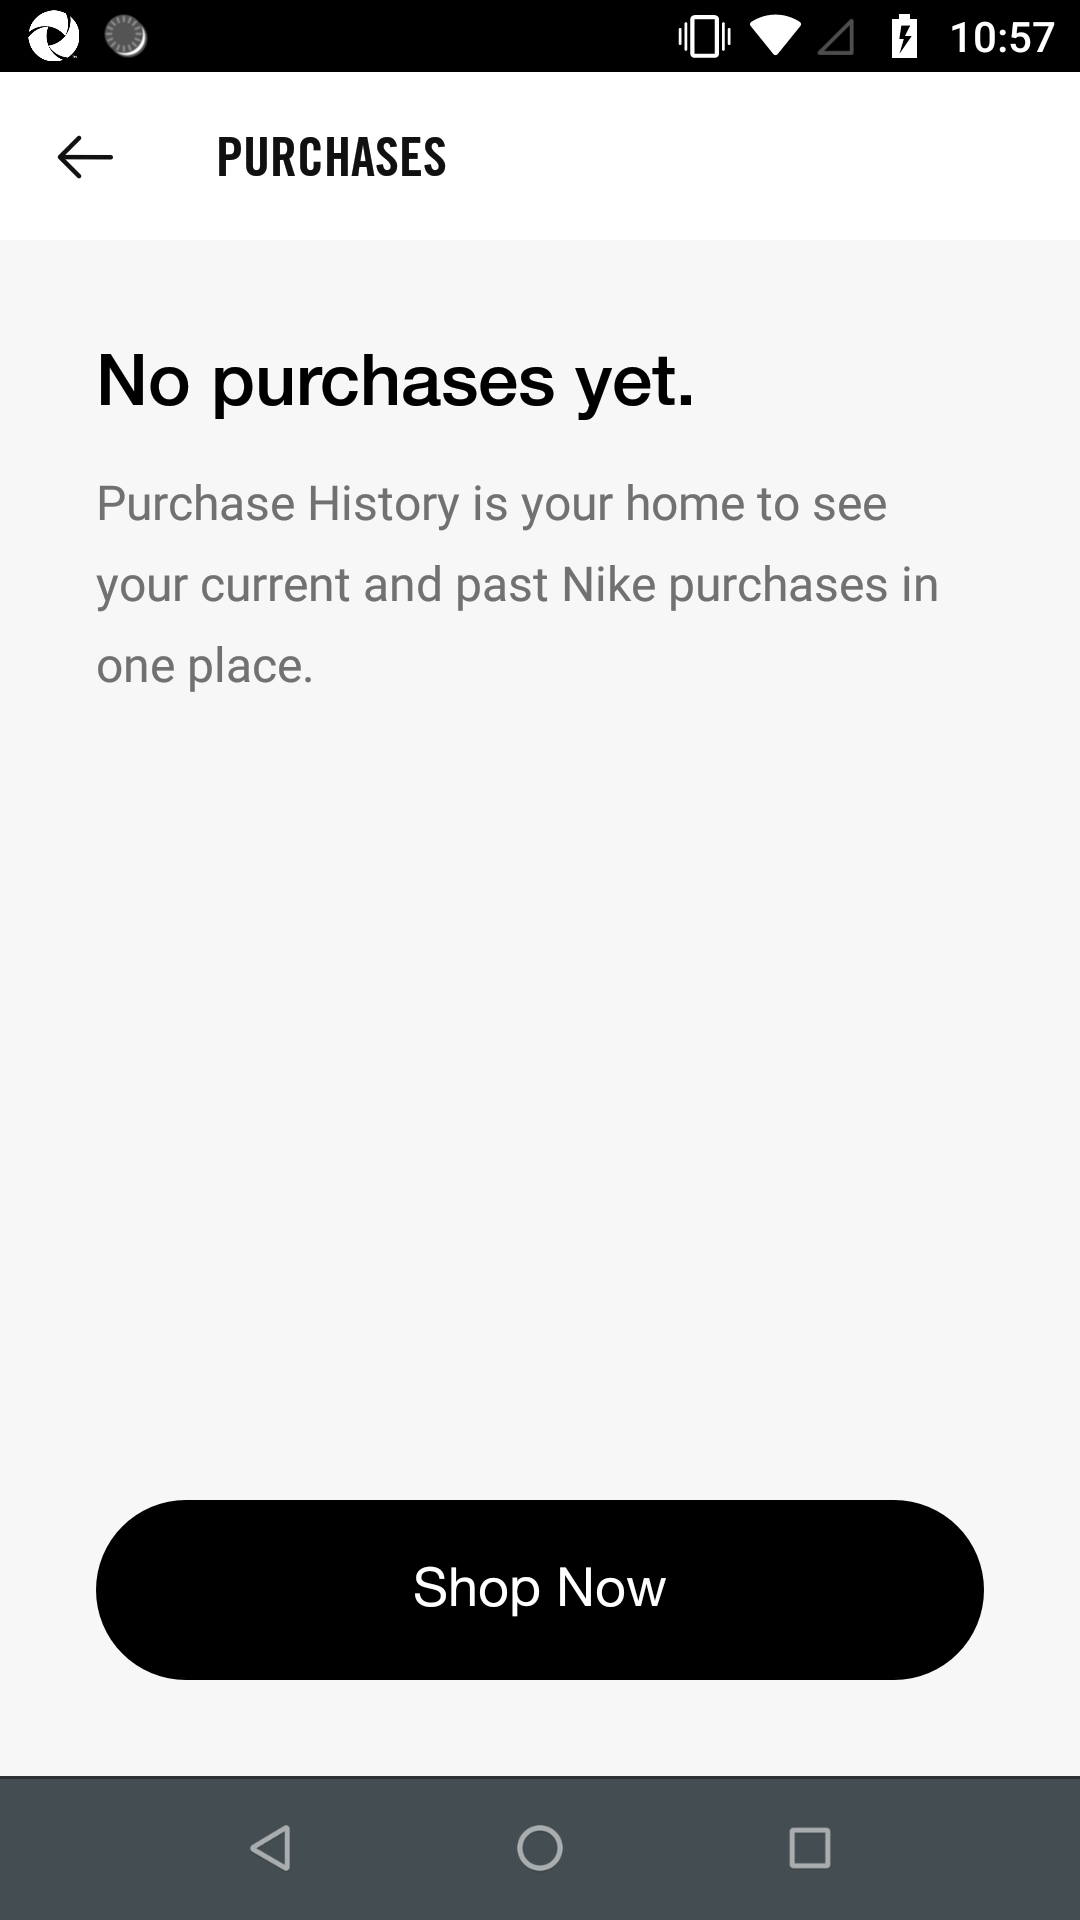 10:57
PURCHASES
No purchases yet.
Purchase History is your home to see
your current and past Nike purchases in
one place.
Shop Now